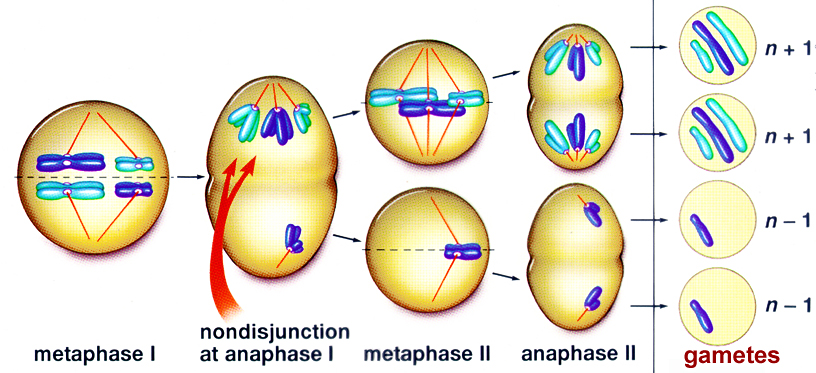 n + 1
n + 1
n − 1
n − 1
nondisjunction
at anaphase I
metaphase I
metaphase II
anaphase II
gametes